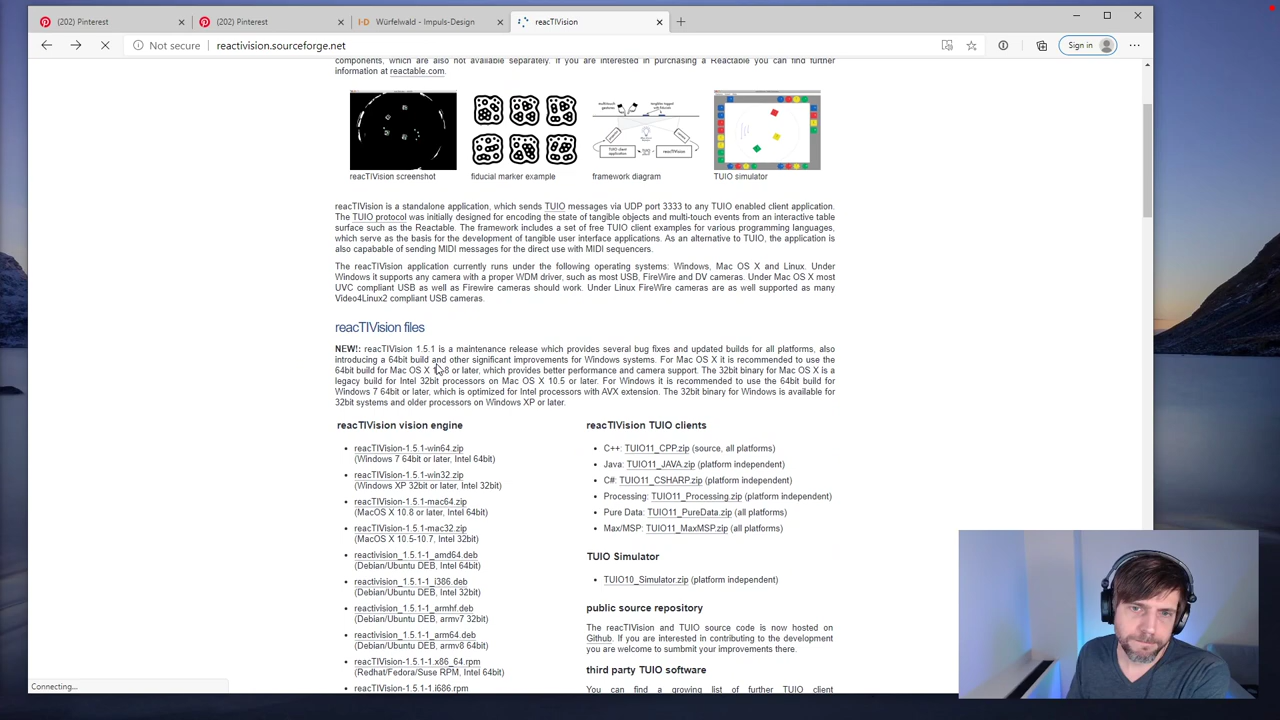 (202) Pinterest
(202) Pinterest
I-D Würfelwald - Impuls-Design
reacTIVision
Not secure
reactivision.sourceforge.net
Sign in
components, which are also not available separately. If you are interested in purchasing a Reactable you can find further
information at reactable.com.
reacTIVision screenshot
fiducial marker example
framework diagram
TUIO simulator
reacTIVision is a standalone application, which sends TUIO messages via UDP port 3333 to any TUIO enabled client application.
The TUIO protocol was initially designed for encoding the state of tangible objects and multi-touch events from an interactive table
surface such as the Reactable. The framework includes a set of free TUIO client examples for various programming languages,
which serve as the basis for the development of tangible user interface applications. As an alternative to TUIO, the application is
also capable of sending MIDI messages for the direct use with MIDI sequencers.
The reacTIVision application currently runs under the following operating systems: Windows, Mac OS X and Linux. Under
Windows it supports any camera with a proper WDM driver, such as most USB, FireWire and DV cameras. Under Mac OS X most
UVC compliant USB as well as Firewire cameras should work. Under Linux FireWire cameras are as well supported as many
Video4Linux2 compliant USB cameras.
reacTIVision files
NEW!: reacTIVision 1.5.1 is a maintenance release which provides several bug fixes and updated builds for all platforms, also
introducing a 64bit build and other significant improvements for Windows systems. For Mac OS X it is recommended to use the
64bit build for Mac OS X 10.8 or later, which provides better performance and camera support. The 32bit binary for Mac OS X is a
legacy build for Intel 32bit processors on Mac OS X 10.5 or later. For Windows it is recommended to use the 64bit build for
Windows 7 64bit or later, which is optimized for Intel processors with AVX extension. The 32bit binary for Windows is available for
32bit systems and older processors on Windows XP or later.
reacTIVision vision engine
reacTIVision-1.5.1-win64.zip
(Windows 7 64bit or later, Intel 64bit)
reacTIVision-1.5.1-win32.zip
(Windows XP 32bit or later, Intel 32bit)
reacTIVision-1.5.1-mac64.zip
(MacOS X 10.8 or later, Intel 64bit)
reacTIVision-1.5.1-mac32.zip
(MacOS X 10.5-10.7, Intel 32bit)
reactivision_1.5.1-1_amd64.deb
(Debian/Ubuntu DEB, Intel 64bit)
reactivision_1.5.1-1_i386.deb
(Debian/Ubuntu DEB, Intel 32bit)
reactivision_1.5.1-1_armhf.deb
(Debian/Ubuntu DEB, armv7 32bit)
reactivision_1.5.1-1_arm64.deb
(Debian/Ubuntu DEB, armv8 64bit)
reacTIVision-1.5.1-1.x86_64.rpm
(Redhat/Fedora/Suse RPM, Intel 64bit)
reacTIVision-1.5.1-1.i686.rpm
reacTIVision TUIO clients
C++: TUIO11_CPP.zip (source, all platforms)
Java: TUIO11_JAVA.zip (platform independent)
C#: TUIO11_CSHARP.zip (platform independent)
Processing: TUIO11_Processing.zip (platform independent)
Pure Data: TUIO11_PureData.zip (all platforms)
Max/MSP: TUIO11_MaxMSP.zip (all platforms)
TUIO Simulator
TUIO10_Simulator.zip (platform independent)
public source repository
The reacTIVision and TUIO source code is now hosted on
Github. If you are interested in contributing to the development
you are welcome to sumbmit your improvements there.
third party TUIO software
You can find a growing list of further TUIO client
Connecting...